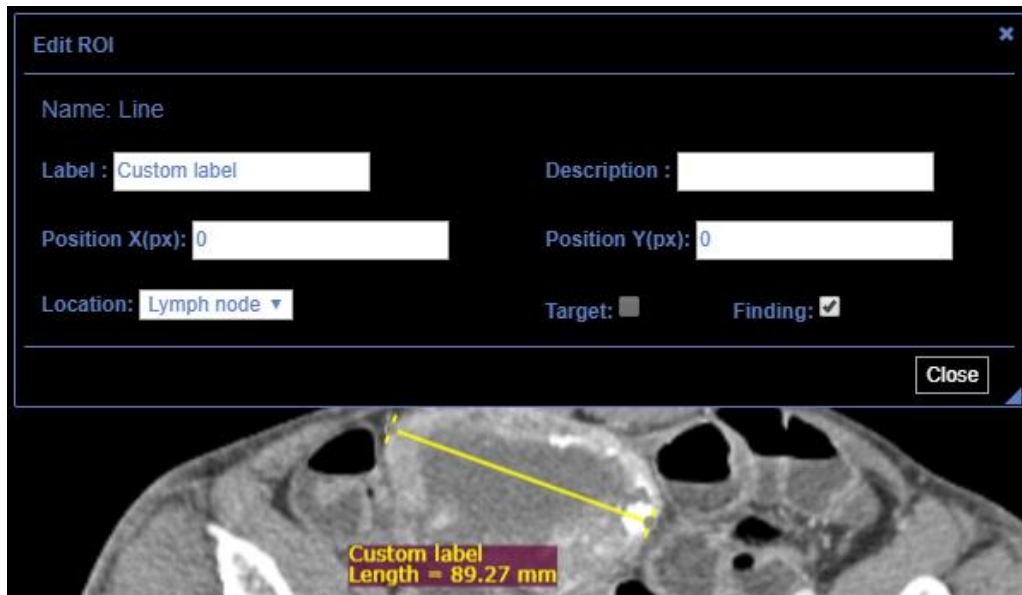 Edit ROI
Name: Line
Label : Custom label
Description :
Position X(px): 0
Position Y(px): 0
Location: Lymph node
Target:
Finding:
Close
Custom label
Length = 89.27 mm